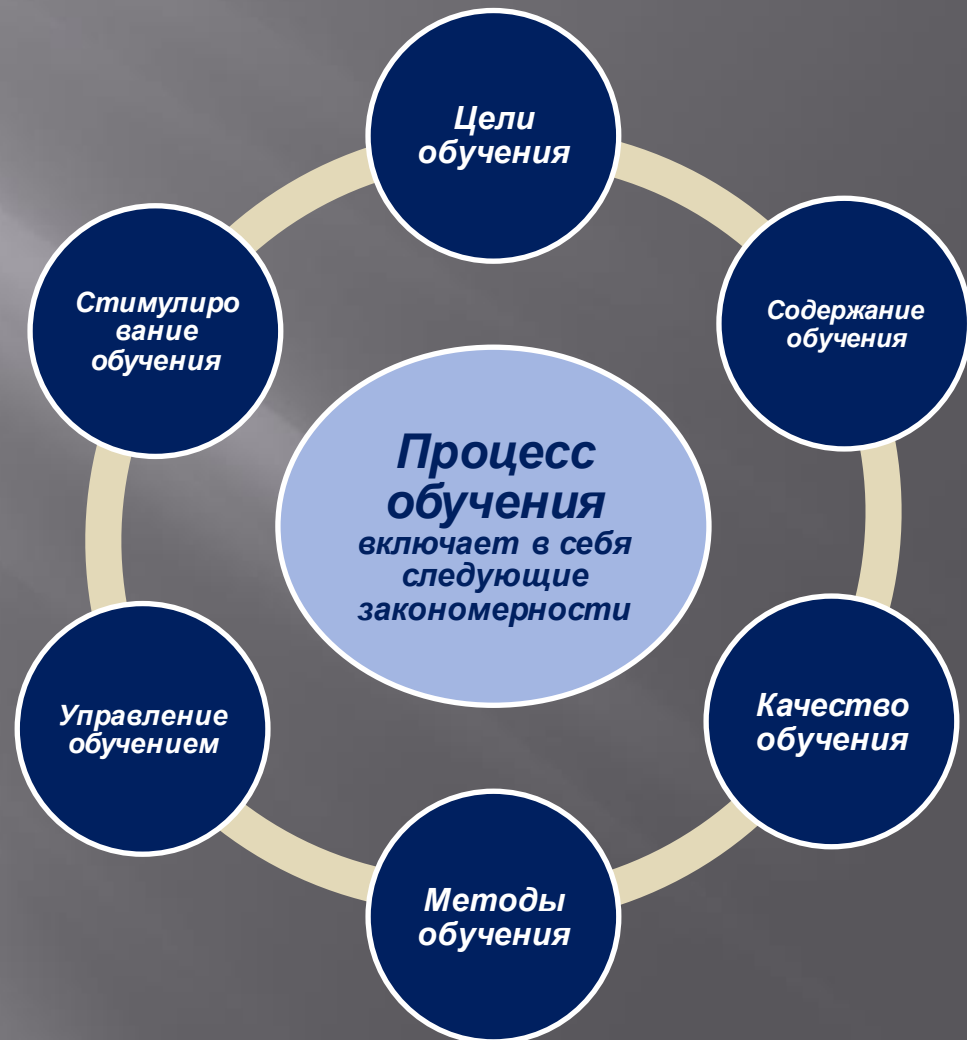 Цели
обучения
Содержание
обучения
Качество
обучения
Методы
обучения
Управление
обучением
Стимулиро
вание
обучения
Процесс
обучения
включает в себя
следующие
закономерности